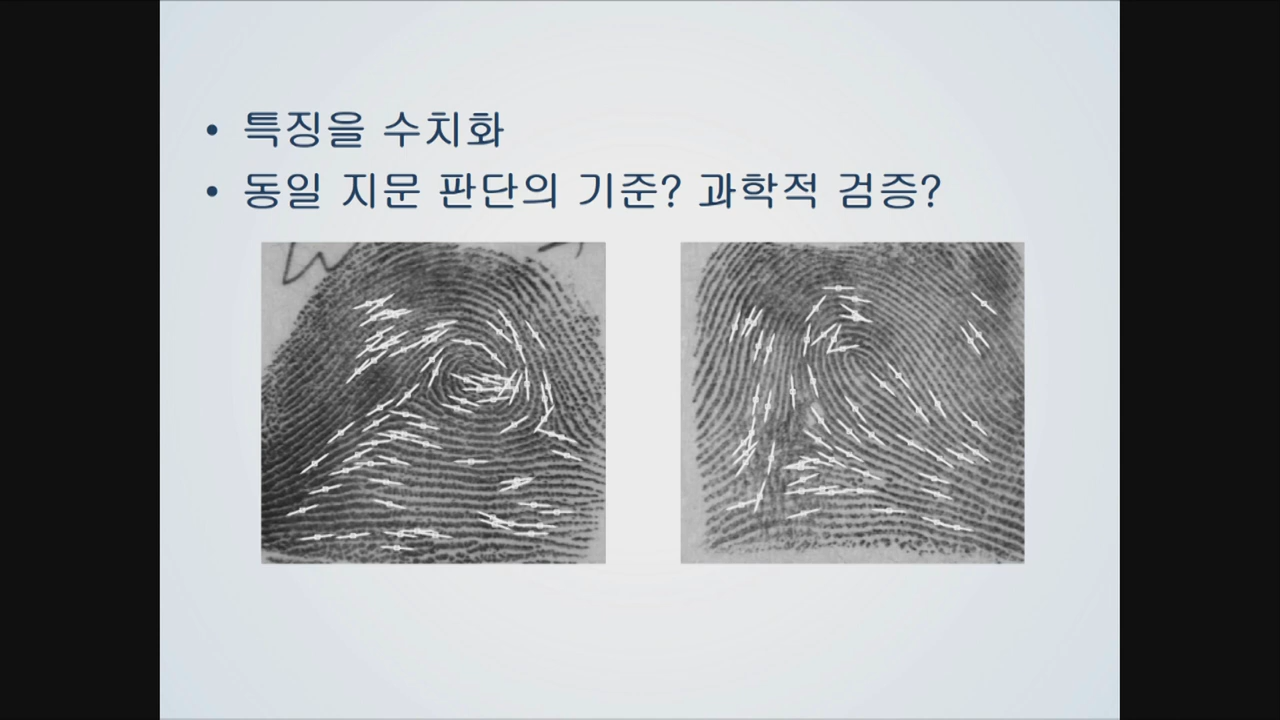 • 특징을 수치화
• 동일 지문 판단의 기준? 과학적 검증?